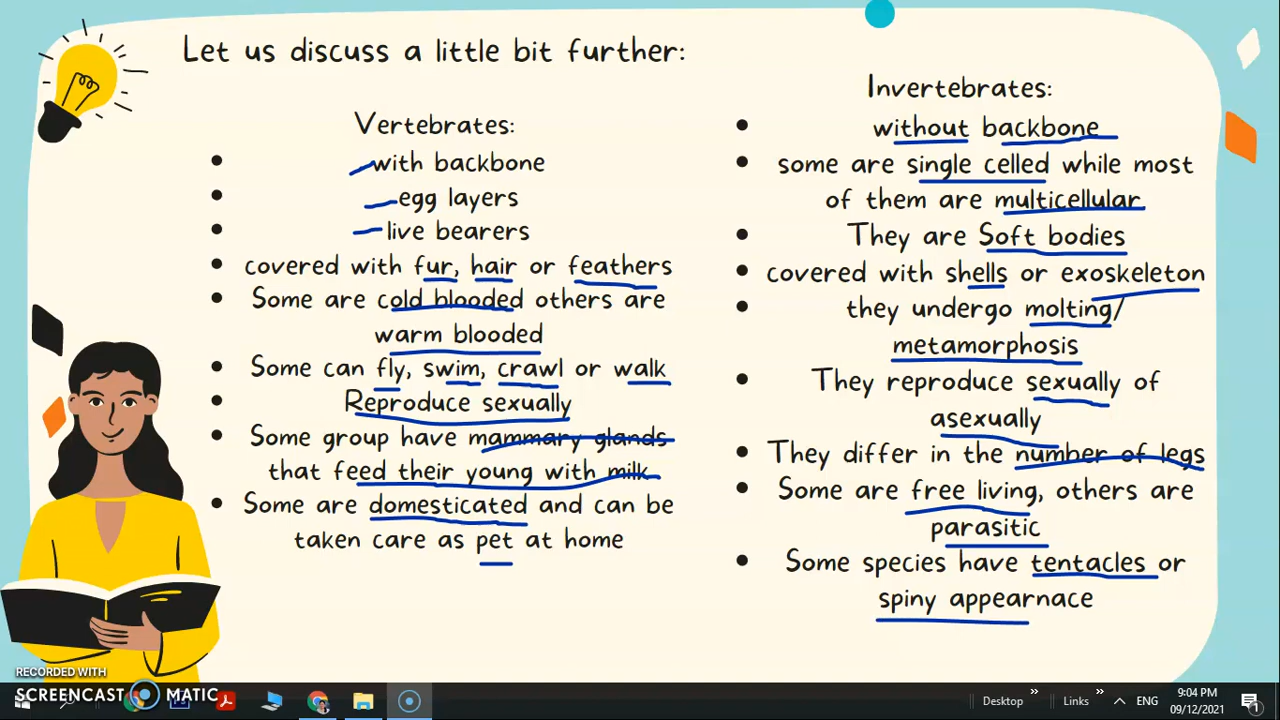 Let us discuss a little bit further:
Vertebrates:
with backbone
egg layers
live bearers
covered with fur, hair or feathers
Some are cold blooded others are
warm blooded
Some can fly, swim, crawl or walk
Reproduce sexually
Some group have mammary glands
that feed their young with milk
Some are domesticated and can be
taken care as pet at home
Invertebrates:
without backbone
some are single celled while most
of them are multicellular
They are Soft bodies
covered with shells or exoskeleton
they undergo molting/
metamorphosis
They reproduce sexually of
asexually
They differ in the number of legs
Some are free living, others are
parasitic
Some species have tentacles or
spiny appearnace
RECORDED WITH
SCREENCAST MATIC
Desktop
Links
ENG
9:04 PM
09/12/2021